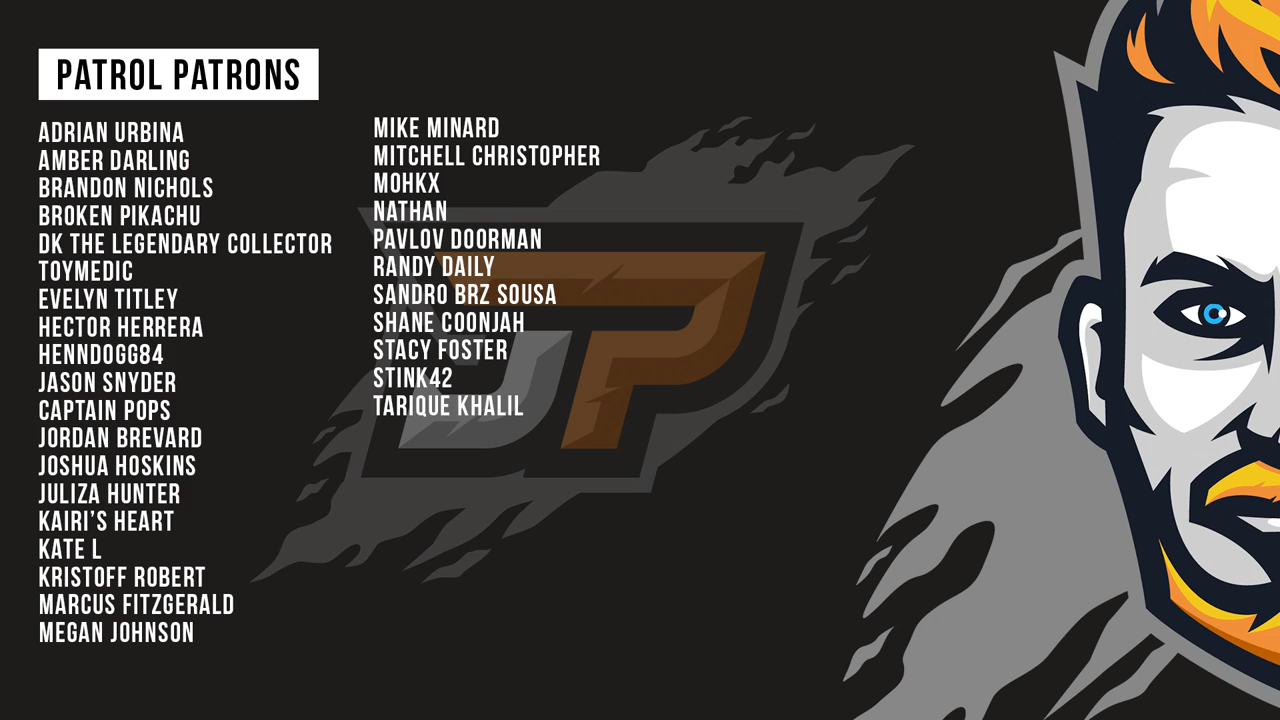 PATROL PATRONS
ADRIAN URBINA
AMBER DARLING
BRANDON NICHOLS
BROKEN PIKACHU
DK THE LEGENDARY COLLECTOR
TOYMEDIC
EVELYN TITLEY
HECTOR HERRERA
HENNDOGG84
JASON SNYDER
CAPTAIN POPS
JORDAN BREVARD
JOSHUA HOSKINS
JULIZA HUNTER
KAIRI'S HEART
KATE L
KRISTOFF ROBERT
MARCUS FITZGERALD
MEGAN JOHNSON
MIKE MINARD
MITCHELL CHRISTOPHER
MOHKX
NATHAN
PAVLOV DOORMAN
RANDY DAILY
SANDRO BRZ SOUSA
SHANE COONJAH
STACY FOSTER
STINK42
TARIQUE KHALIL
JP